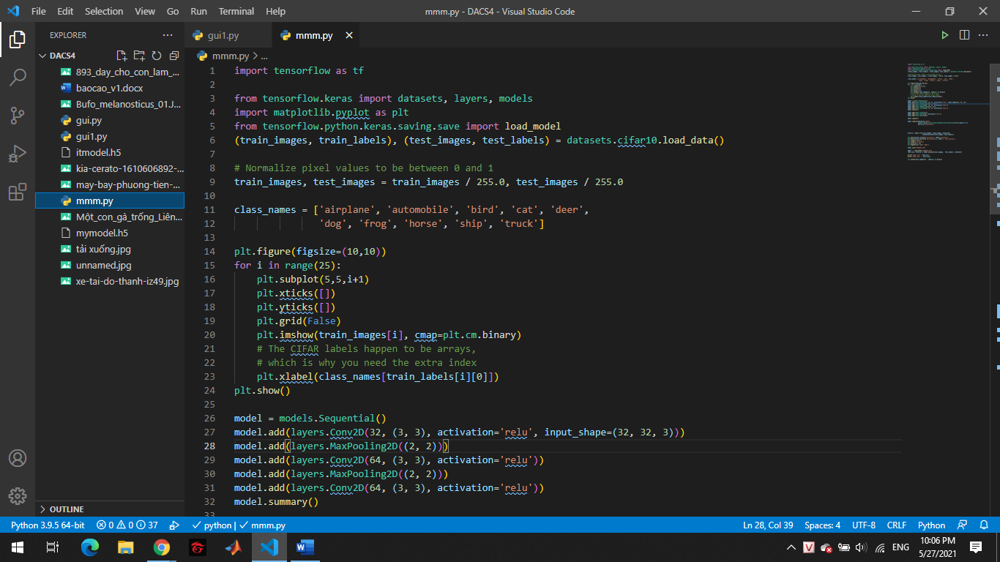 File Edit Selection View Go Run Terminal Help
mmm.py - DACS4 - Visual Studio Code
EXPLORER
DACS4
893_day_cho_con_lam_...
baocao_v1.docx
Bufo_melanosticus_01.J...
gui.py
gui1.py
itmodel.h5
kia-cerato-1610606892-...
may-bay-phuong-tien-...
mmm.py
Một_con_gà_trống_Liên...
mymodel.h5
tải xuống.jpg
unnamed.jpg
xe-tai-do-thanh-iz49.jpg
OUTLINE
gui1.py
mmm.py
mmm.py > ...
1 import tensorflow as tf
2
3 from tensorflow.keras import datasets, layers, models
4 import matplotlib.pyplot as plt
5 from tensorflow.python.keras.saving.save import load_model
6 (train_images, train_labels), (test_images, test_labels) = datasets.cifar10.load_data()
7
8 # Normalize pixel values to be between 0 and 1
9 train_images, test_images = train_images / 255.0, test_images / 255.0
10
11 class_names = ['airplane', 'automobile', 'bird', 'cat', 'deer',
12 'dog', 'frog', 'horse', 'ship', 'truck']
13
14 plt.figure(figsize=(10,10))
15 for i in range(25):
16 plt.subplot(5,5,i+1)
17 plt.xticks([])
18 plt.yticks([])
19 plt.grid(False)
20 plt.imshow(train_images[i], cmap=plt.cm.binary)
21 # The CIFAR labels happen to be arrays,
22 # which is why you need the extra index
23 plt.xlabel(class_names[train_labels[i][0]])
24 plt.show()
25
26 model = models.Sequential()
27 model.add(layers.Conv2D(32, (3, 3), activation='relu', input_shape=(32, 32, 3)))
28 model.add(layers.MaxPooling2D((2, 2)))
29 model.add(layers.Conv2D(64, (3, 3), activation='relu'))
30 model.add(layers.MaxPooling2D((2, 2)))
31 model.add(layers.Conv2D(64, (3, 3), activation='relu'))
32 model.summary()
33
Python 3.9.5 64-bit 0 0 37 python | mmm.py
Ln 28, Col 39 Spaces: 4 UTF-8 CRLF Python
ENG
10:06 PM
5/27/2021